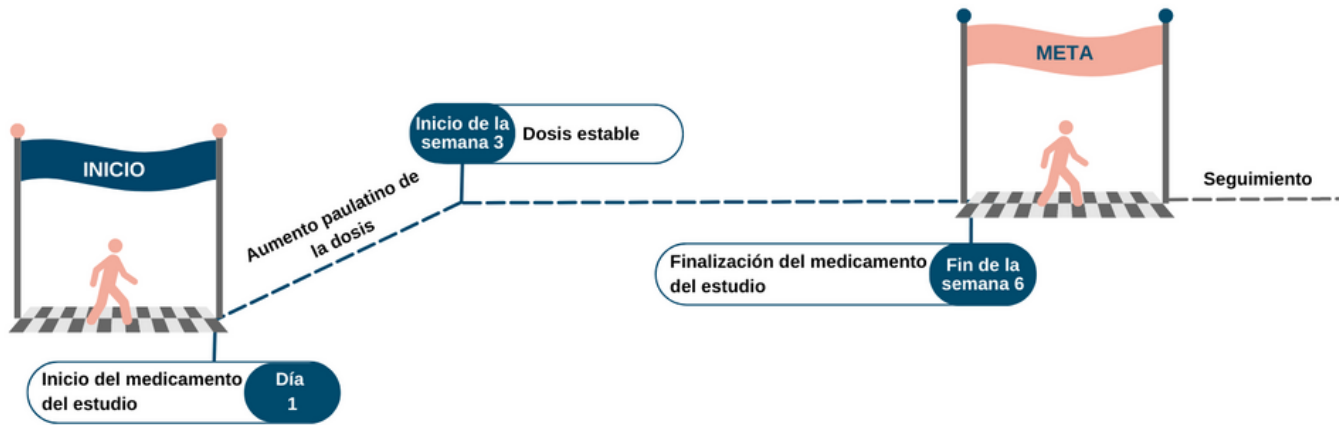 INICIO
Inicio del medicamento
del estudio
Día
1
Aumento paulatino de
la dosis
Inicio de la
semana 3
Dosis estable
META
Finalización del medicamento
del estudio
Fin de la
semana 6
Seguimiento